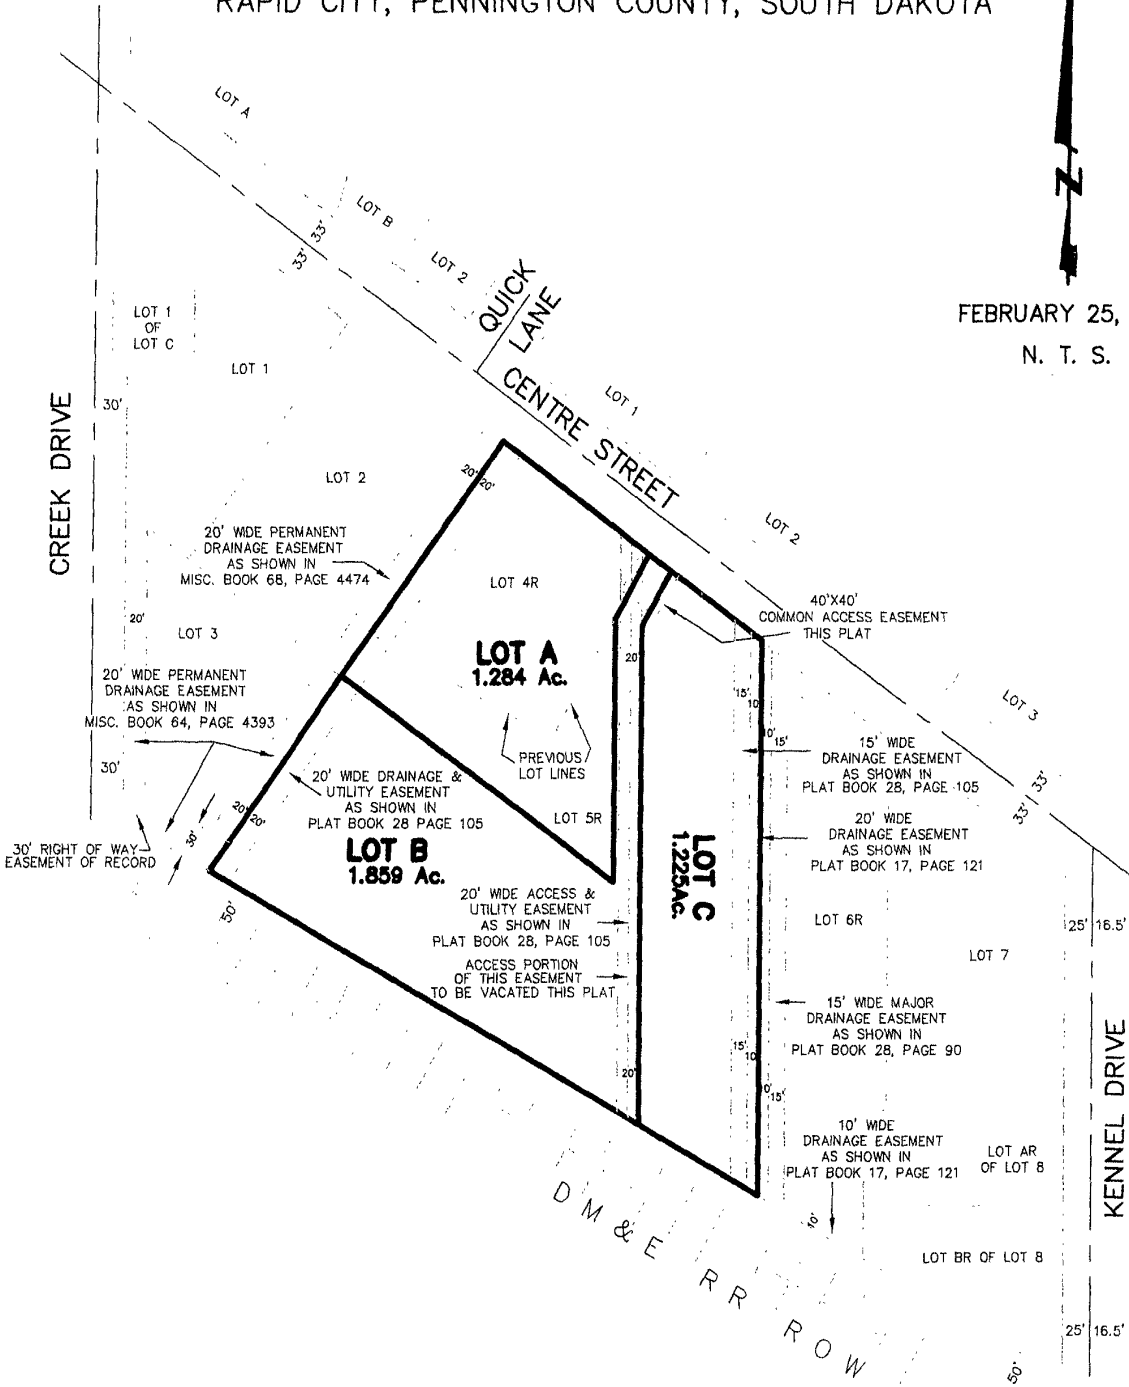 RAPID CITY, PENNINGTON COUNTY, SOUTH DAKOTA
LOT A
N
LOT B
33'
33'
LOT 2
QUICK
LANE
FEBRUARY 25,
N. T. S.
LOT 1
OF
LOT C
LOT 1
LOT 1
CENTRE STREET
30'
CREEK DRIVE
LOT 2
20'
20'
LOT 2
20' WIDE PERMANENT
DRAINAGE EASEMENT
AS SHOWN IN
MISC. BOOK 68, PAGE 4474
LOT 4R
40'X40'
COMMON ACCESS EASEMENT
THIS PLAT
20'
LOT 3
LOT A
1.284 Ac.
20'
20' WIDE PERMANENT
DRAINAGE EASEMENT
AS SHOWN IN
MISC. BOOK 64, PAGE 4393
15'
10'
LOT 3
10'
15'
PREVIOUS
LOT LINES
15' WIDE
DRAINAGE EASEMENT
AS SHOWN IN
PLAT BOOK 28, PAGE 105
30'
20' WIDE DRAINAGE &
UTILITY EASEMENT
AS SHOWN IN
PLAT BOOK 28 PAGE 105
33'
33'
20'
20'
30'
LOT 5R
20' WIDE
DRAINAGE EASEMENT
AS SHOWN IN
PLAT BOOK 17, PAGE 121
30' RIGHT OF WAY
EASEMENT OF RECORD
LOT B
1.859 Ac.
LOT C
1.225Ac.
50'
20' WIDE ACCESS &
UTILITY EASEMENT
AS SHOWN IN
PLAT BOOK 28, PAGE 105
LOT 6R
25'
16.5'
LOT 7
ACCESS PORTION
OF THIS EASEMENT
TO BE VACATED THIS PLAT
15' WIDE MAJOR
DRAINAGE EASEMENT
AS SHOWN IN
PLAT BOOK 28, PAGE 90
15'
10'
20'
10'
15'
KENNEL DRIVE
10' WIDE
DRAINAGE EASEMENT
AS SHOWN IN
PLAT BOOK 17, PAGE 121
LOT AR
OF LOT 8
DM&E RR ROW
10'
LOT BR OF LOT 8
25'
16.5'
50'